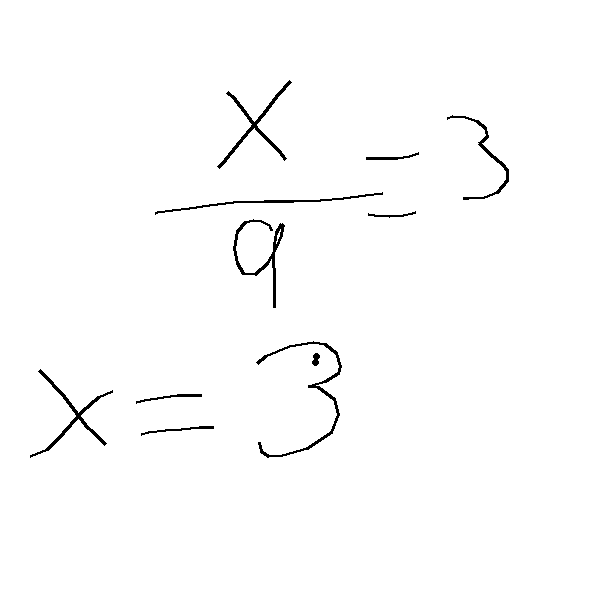 x/9 = 3
x = 3